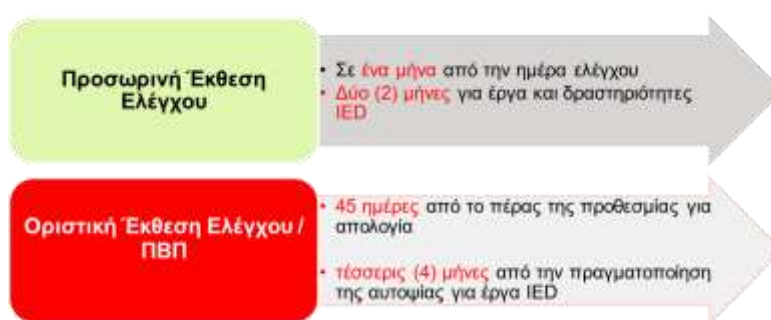 Προσωρινή Έκθεση
Ελέγχου
• Σε ένα μήνα από την ημέρα ελέγχου
• Δύο (2) μήνες για έργα και δραστηριότητες
IED
Οριστική Έκθεση Ελέγχου /
ΠΒΠ
• 45 ημέρες από το πέρας της προθεσμίας για
απολογία
• τέσσερις (4) μήνες από την πραγματοποίηση
της αυτοψίας για έργα IED